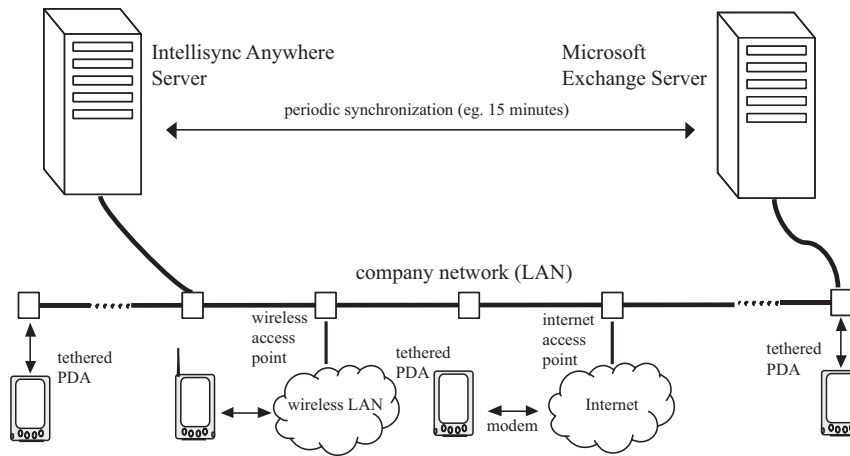 Intellisync Anywhere
Server
Microsoft
Exchange Server
periodic synchronization (eg. 15 minutes)
company network (LAN)
wireless
access
point
internet
access
point
tethered
PDA
tethered
PDA
tethered
PDA
wireless LAN
modem
Internet